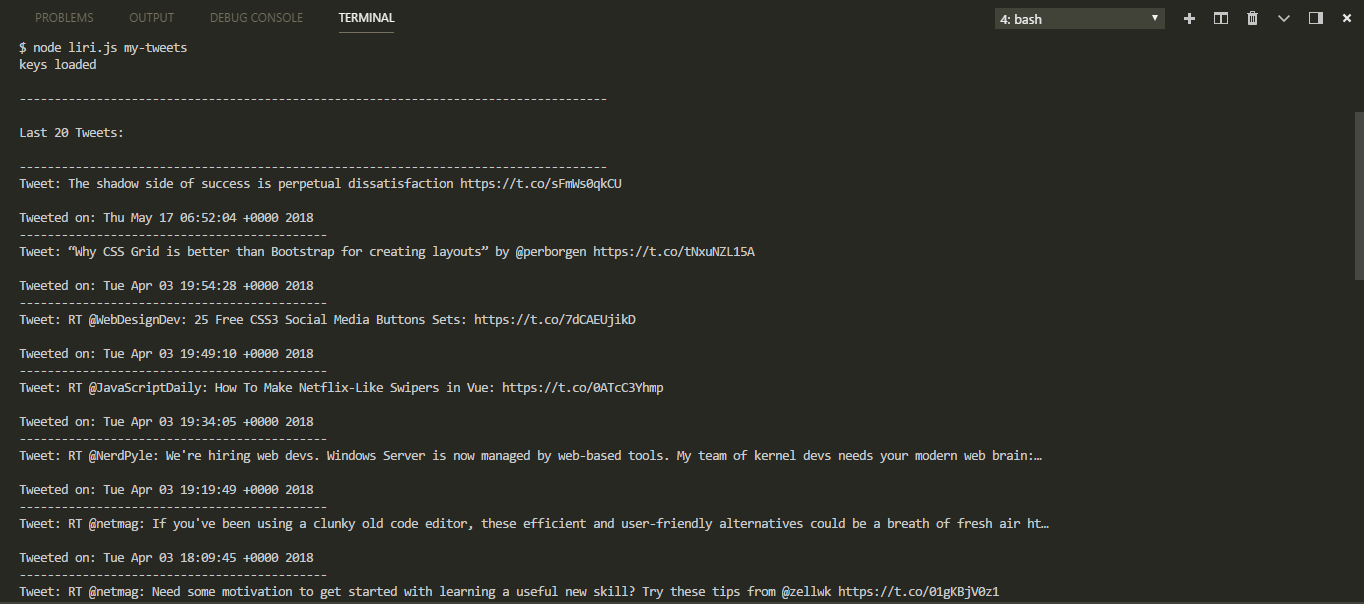 PROBLEMS OUTPUT DEBUG CONSOLE TERMINAL 4: bash
$ node liri.js my-tweets
keys loaded
------------------------------------------------------------------------------------
Last 20 Tweets:
------------------------------------------------------------------------------------
Tweet: The shadow side of success is perpetual dissatisfaction https://t.co/sFmWs0qkCU
Tweeted on: Thu May 17 06:52:04 +0000 2018
--------------------------------------------
Tweet: “Why CSS Grid is better than Bootstrap for creating layouts” by @perborgen https://t.co/tNxuNZL15A
Tweeted on: Tue Apr 03 19:54:28 +0000 2018
--------------------------------------------
Tweet: RT @WebDesignDev: 25 Free CSS3 Social Media Buttons Sets: https://t.co/7dCAEUjikD
Tweeted on: Tue Apr 03 19:49:10 +0000 2018
--------------------------------------------
Tweet: RT @JavaScriptDaily: How To Make Netflix-Like Swipers in Vue: https://t.co/0ATcC3Yhmp
Tweeted on: Tue Apr 03 19:34:05 +0000 2018
--------------------------------------------
Tweet: RT @NerdPyle: We're hiring web devs. Windows Server is now managed by web-based tools. My team of kernel devs needs your modern web brain:…
Tweeted on: Tue Apr 03 19:19:49 +0000 2018
--------------------------------------------
Tweet: RT @netmag: If you've been using a clunky old code editor, these efficient and user-friendly alternatives could be a breath of fresh air ht…
Tweeted on: Tue Apr 03 18:09:45 +0000 2018
--------------------------------------------
Tweet: RT @netmag: Need some motivation to get started with learning a useful new skill? Try these tips from @zellwk https://t.co/01gKBjV0z1